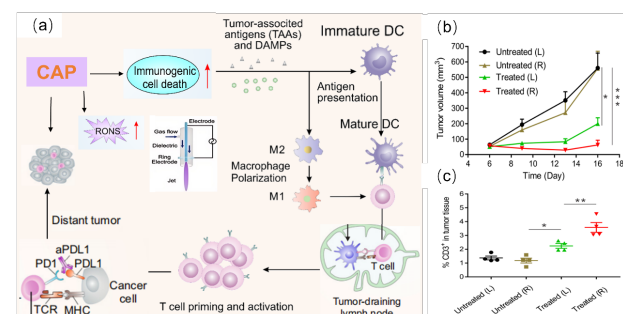 (a)
Tumor-associted
antigens (TAAs)
and DAMPs
Immature DC
CAP
Immunogenic
cell death
Antigen
presentation
RONS
Electrode
Gas flow
Dielectric
Ring
Electrode
Jet
Mature DC
M2
Macrophage
Polarization
M1
Distant tumor
aPDL1
PD1
PDL1
Cancer
cell
TCR
MHC
T cell priming and activation
T cell
Tumor-draining
lymph node
(b)
Untreated (L)
Untreated (R)
Treated (L)
Treated (R)
Tumor volume (mm³)
700
600
500
400
300
200
100
0
4
6
8
10
12
14
16
18
Time (Day)
*
***
(c)
% CD3⁺ in tumor tissue
6
5
4
3
2
1
0
*
**
Untreated (L)
Untreated (R)
Treated (L)
Treated (R)